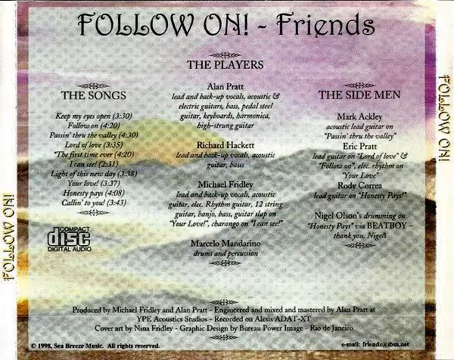 FOLLOW ON! - Friends
THE PLAYERS
Alan Pratt
lead and back-up vocals, acoustic &
electric guitars, bass, pedal steel
guitar, keyboards, harmonica,
high-strung guitar
Richard Hackett
lead and back-up vocals, acoustic
guitar, bass
Michael Fridley
lead and back-up vocals, acoustic
guitar, elec. Rhythm guitar, 12 string
guitar, banjo, bass, guitar slap on
"Your Love!", charango on "I can see!"
Marcelo Mandarino
drums and percussion
THE SONGS
Keep my eyes open (3:30)
Follow on (4:20)
Passin' thru the valley (4:30)
Lord of love (3:35)
"The first time ever (4:20)
I can see! (2:31)
Light of this new day (3:38)
Your love! (3:37)
Honesty pays (4:08)
Callin' to you! (3:43)
COMPACT
disc
DIGITAL AUDIO
THE SIDE MEN
Mark Ackley
acoustic lead guitar on
"Passin' thru the valley"
Eric Pratt
lead guitar on "Lord of love" &
"Follow on", elec. rhythm on
"Your Love"
Rody Correa
lead guitar on "Honesty Pays!"
Nigel Olson's drumming on
"Honesty Pays" via BEATBOY –
thank you, Nigel!
Produced by Michael Fridley and Alan Pratt - Engineered and mixed and mastered by Alan Pratt at
YPE Acoustics Studios - Recorded on Alexis ADAT-XT
Cover art by Nina Fridley - Graphic Design by Bureau Power Image - Rio de Janeiro
© 1998, Sea Breeze Music. All rights reserved.
e-mail:
FOLLOW ON!
FOLLOW ON!